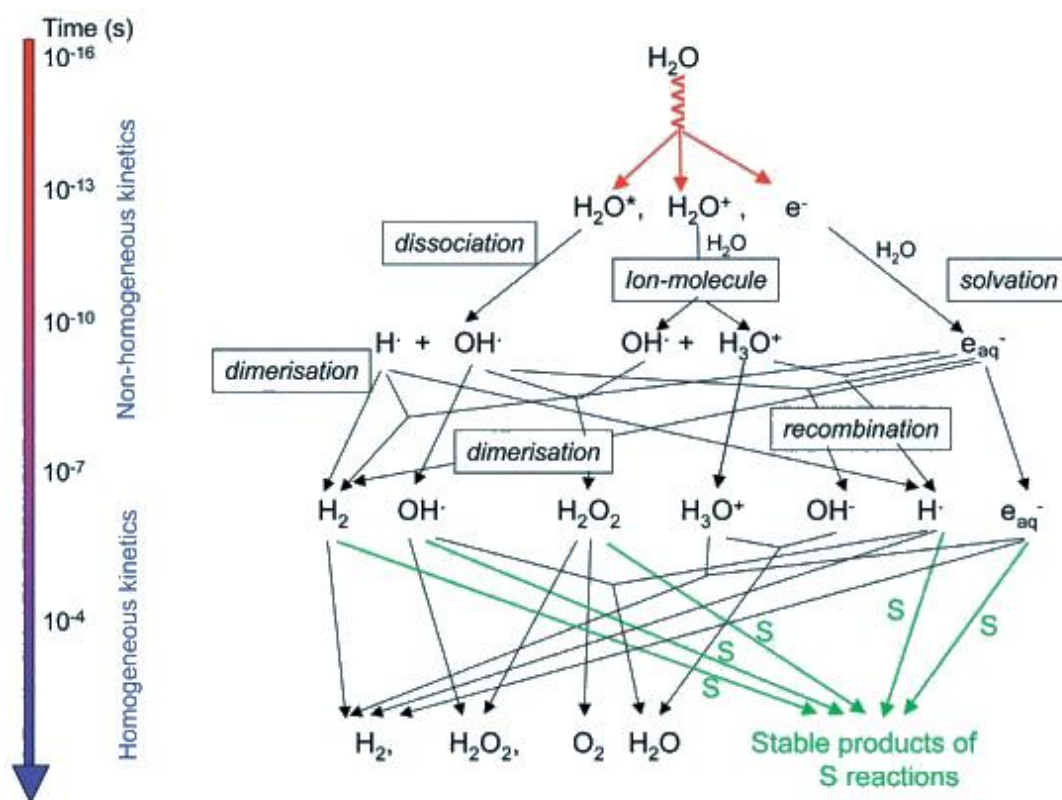 Time (s)
10⁻¹⁶
H₂O
10⁻¹³
H₂O*, H₂O⁺, e⁻
dissociation
H₂O
H₂O
Ion-molecule
solvation
Non-homogeneous kinetics
10⁻¹⁰
H· + OH·
OH· + H₃O⁺
e_aq⁻
dimerisation
dimerisation
recombination
10⁻⁷
H₂ OH· H₂O₂ H₃O⁺ OH⁻ H· e_aq⁻
Homogeneous kinetics
10⁻⁴
S
S
S
S
S
H₂, H₂O₂, O₂ H₂O
Stable products of
S reactions